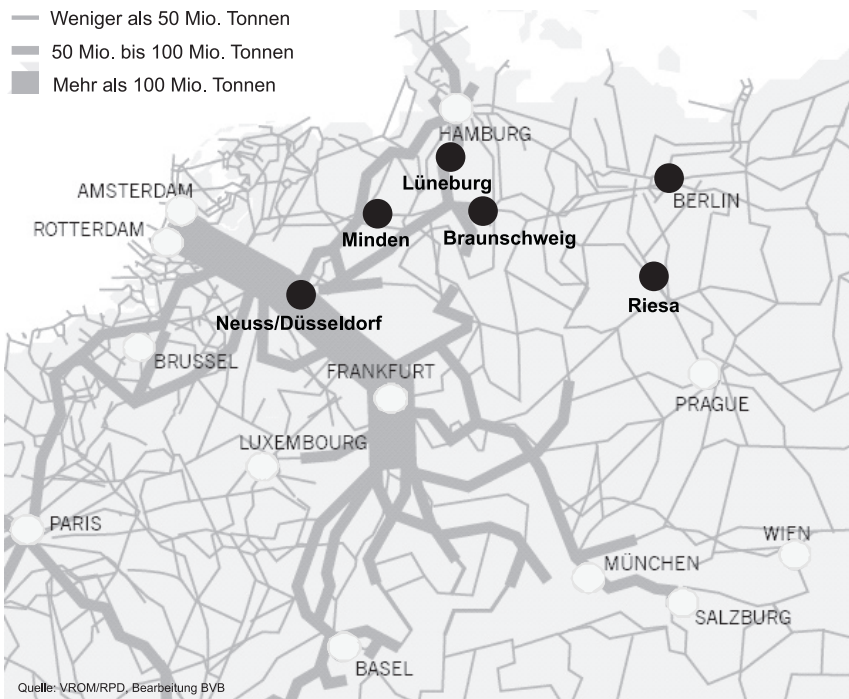 Weniger als 50 Mio. Tonnen
50 Mio. bis 100 Mio. Tonnen
Mehr als 100 Mio. Tonnen
HAMBURG
Lüneburg
AMSTERDAM
BERLIN
ROTTERDAM
Minden
Braunschweig
Riesa
Neuss/Düsseldorf
BRUSSEL
FRANKFURT
PRAGUE
LUXEMBOURG
PARIS
WIEN
MÜNCHEN
SALZBURG
BASEL
Quelle: VROM/RPD, Bearbeitung BVB